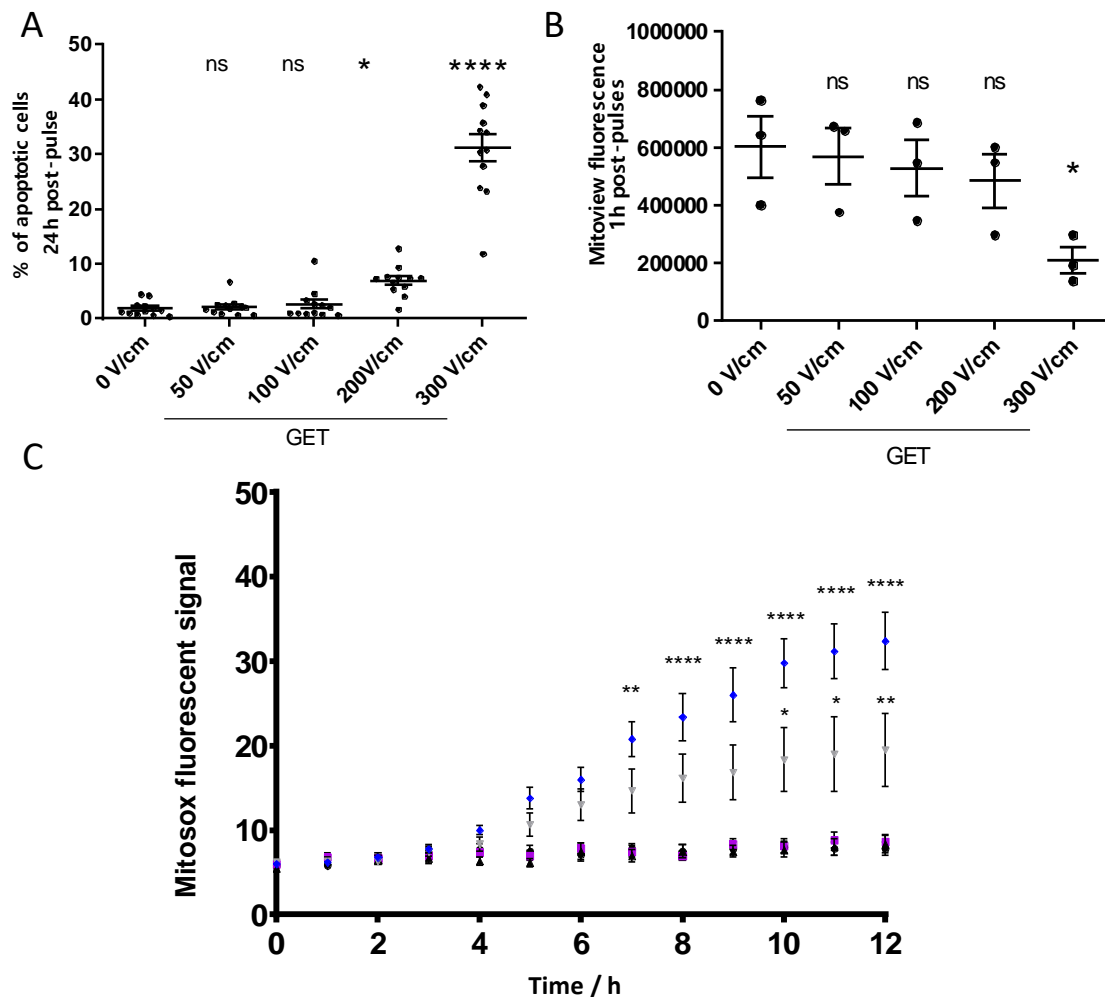 A
% of apoptotic cells
24h post-pulse
50
40
30
20
10
0
ns ns * ****
0 V/cm
50 V/cm
100 V/cm
200V/cm
300 V/cm
GET
B
Mitoview fluorescence
1h post-pulses
1000000
800000
600000
400000
200000
0
ns ns ns *
0 V/cm
50 V/cm
100 V/cm
200 V/cm
300 V/cm
GET
C
Mitosox fluorescent signal
50
40
30
20
10
0
** **** **** **** **** ****
* * **
0 2 4 6 8 10 12
Time / h